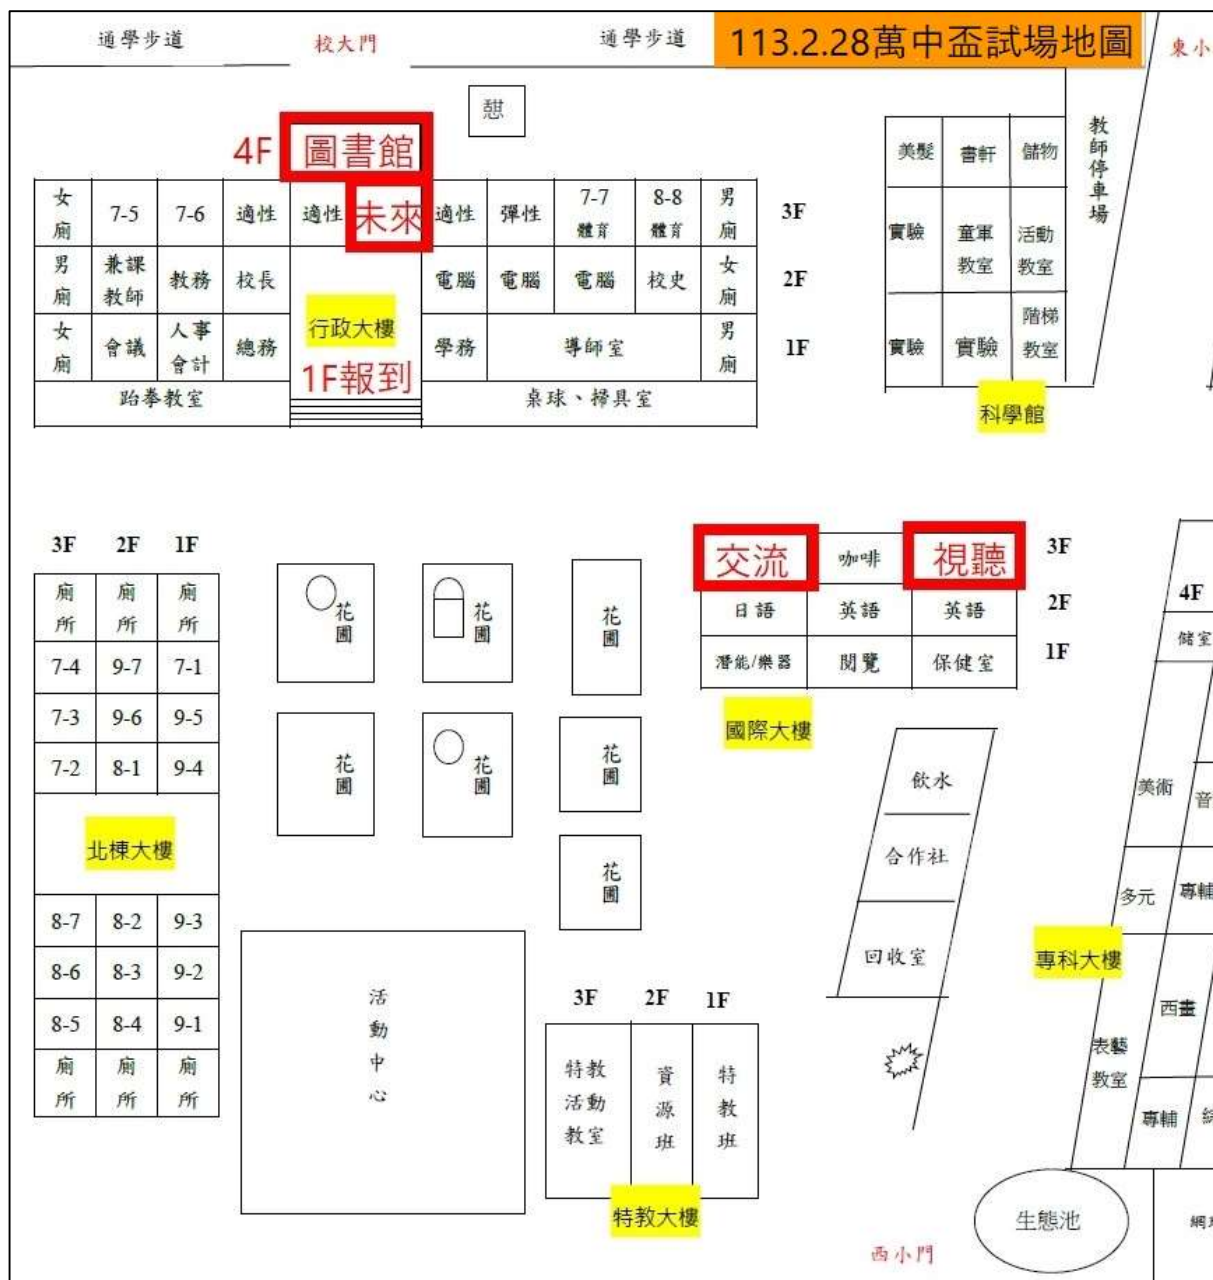 通學步道
校大門
通學步道
113.2.28萬中盃試場地圖
東小
憇
4F
圖書館
女廁
7-5
7-6
適性
適性
未來
適性
彈性
7-7
體育
8-8
體育
男廁
3F
男廁
兼課
教師
教務
校長
電腦
電腦
電腦
校史
女廁
2F
女廁
會議
人事
會計
總務
行政大樓
學務
導師室
男廁
1F
1F報到
跆拳教室
桌球、掃具室
美髮
書軒
儲物
實驗
童軍
教室
活動
教室
實驗
實驗
階梯
教室
教師停車場
科學館
3F
2F
1F
廁所
廁所
廁所
7-4
9-7
7-1
7-3
9-6
9-5
7-2
8-1
9-4
北棟大樓
8-7
8-2
9-3
8-6
8-3
9-2
8-5
8-4
9-1
廁所
廁所
廁所
花圃
花圃
花圃
花圃
花圃
花圃
花圃
交流
咖啡
視聽
3F
日語
英語
英語
2F
潛能/樂器
閱覽
保健室
1F
國際大樓
飲水
合作社
回收室
活動中心
3F
2F
1F
特教
活動
教室
資源班
特教班
特教大樓
4F
儲室
美術
音
多元
專輔
專科大樓
西畫
表藝
教室
專輔
生態池
西小門